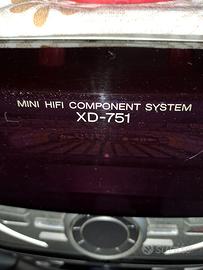 MINI HIFI COMPONENT SYSTEM
XD-751